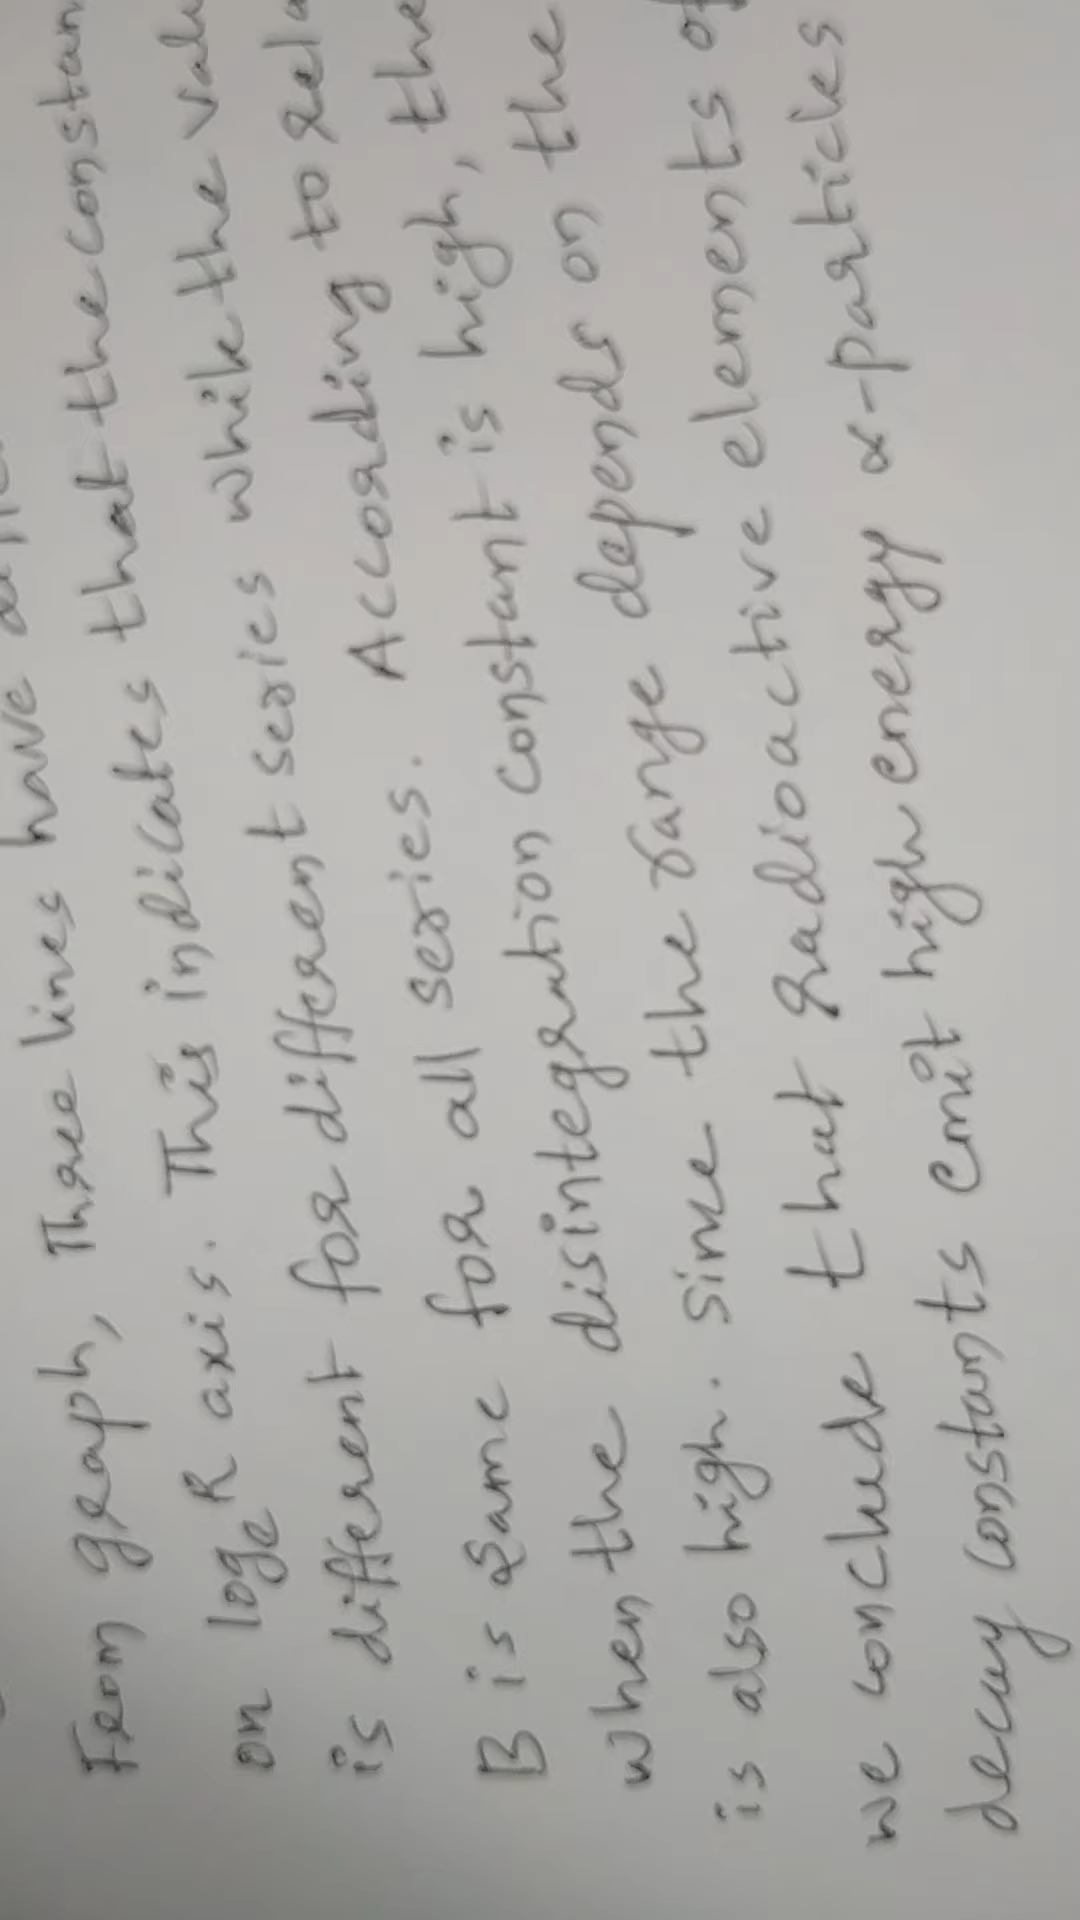 have
From graph, Three lines that the constan
on loge R axis. This indicates while the valu
is different for different series to rela
B is same for all series. According the
when the disintegration constant is high, the
is also high. since the range depends on
we conclude that radioactive elements of
decay constants emit high energy α-particles